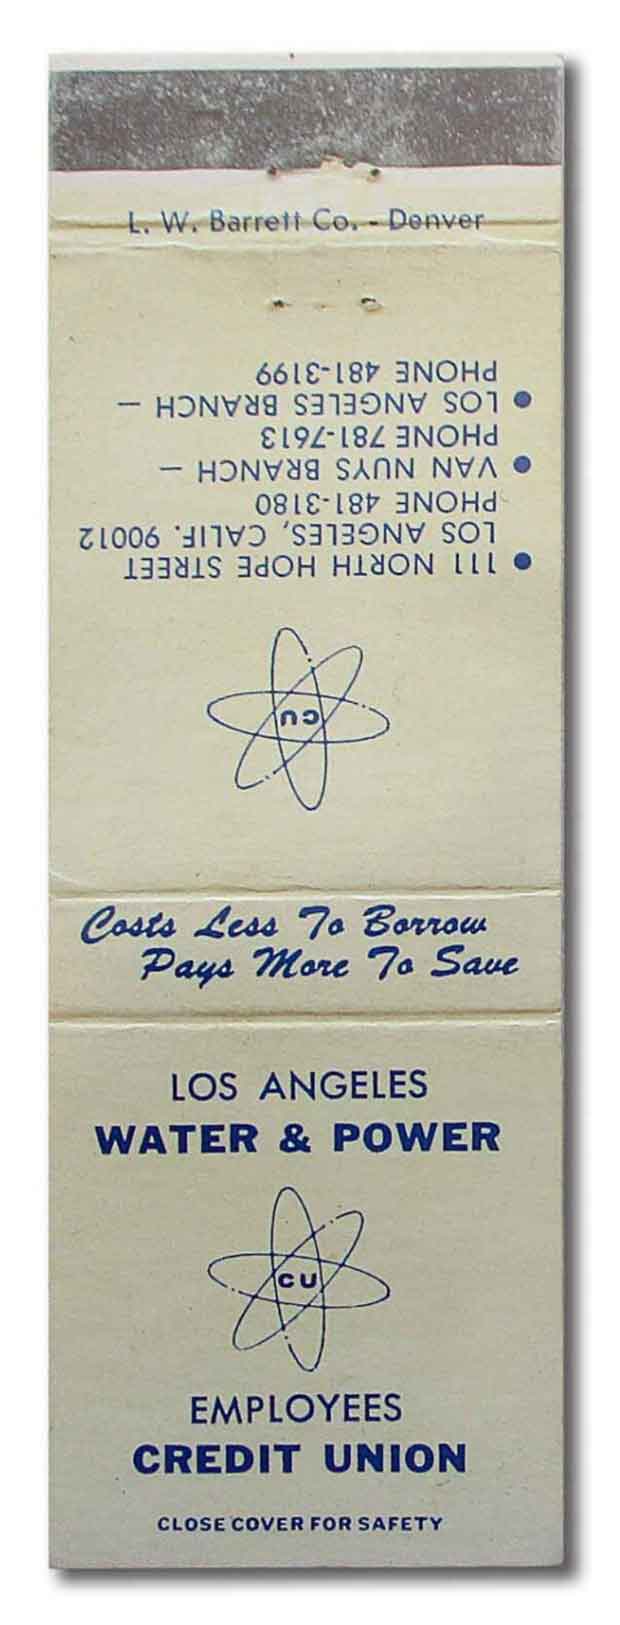 L. W. Barrett Co. - Denver
• 111 NORTH HOPE STREET
LOS ANGELES, CALIF. 90012
PHONE 481-3180
• VAN NUYS BRANCH —
PHONE 781-7613
• LOS ANGELES BRANCH —
PHONE 481-3199
CU
Costs Less To Borrow
Pays More To Save
LOS ANGELES
WATER & POWER
CU
EMPLOYEES
CREDIT UNION
CLOSE COVER FOR SAFETY